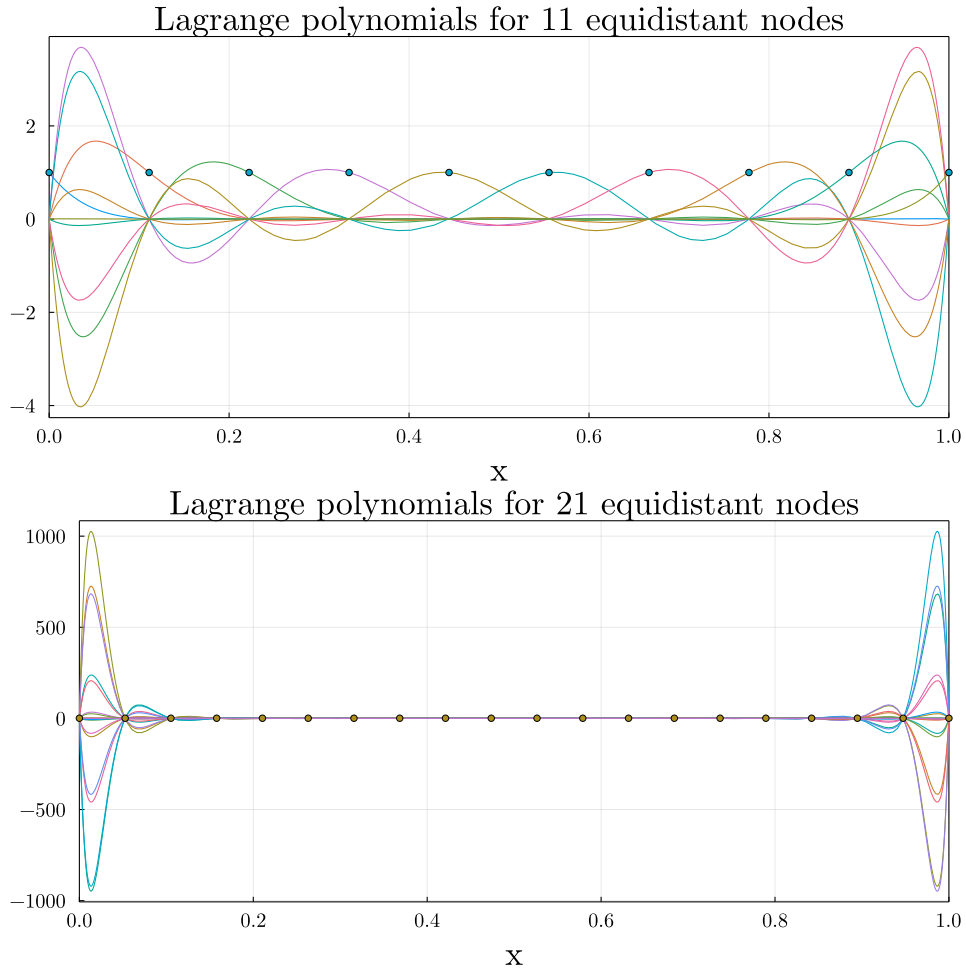 Lagrange polynomials for 11 equidistant nodes
2
0
−2
−4
0.0 0.2 0.4 0.6 0.8 1.0
x
Lagrange polynomials for 21 equidistant nodes
1000
500
0
−500
−1000
0.0 0.2 0.4 0.6 0.8 1.0
x